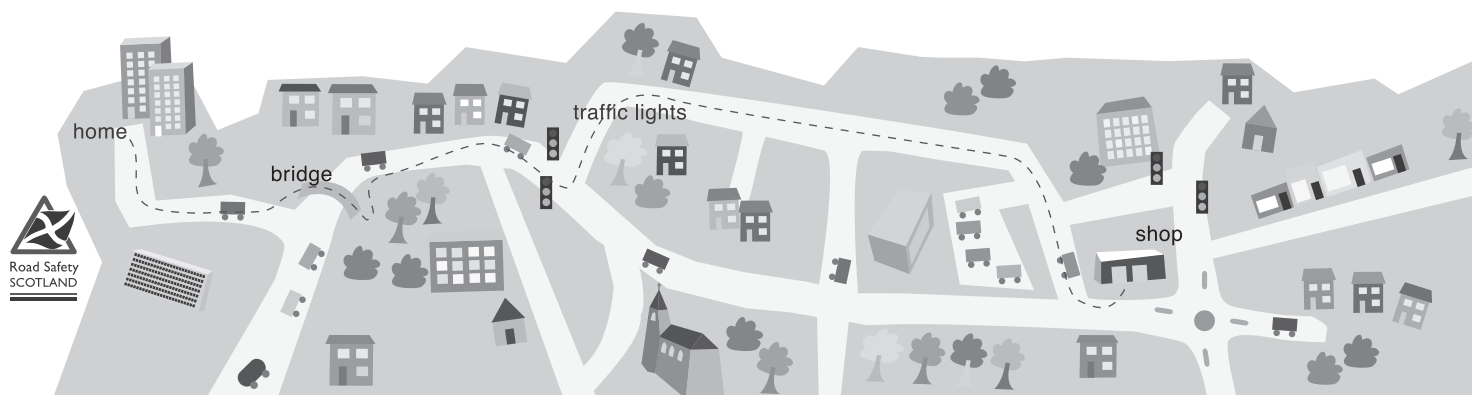 home
bridge
traffic lights
shop
Road Safety
SCOTLAND